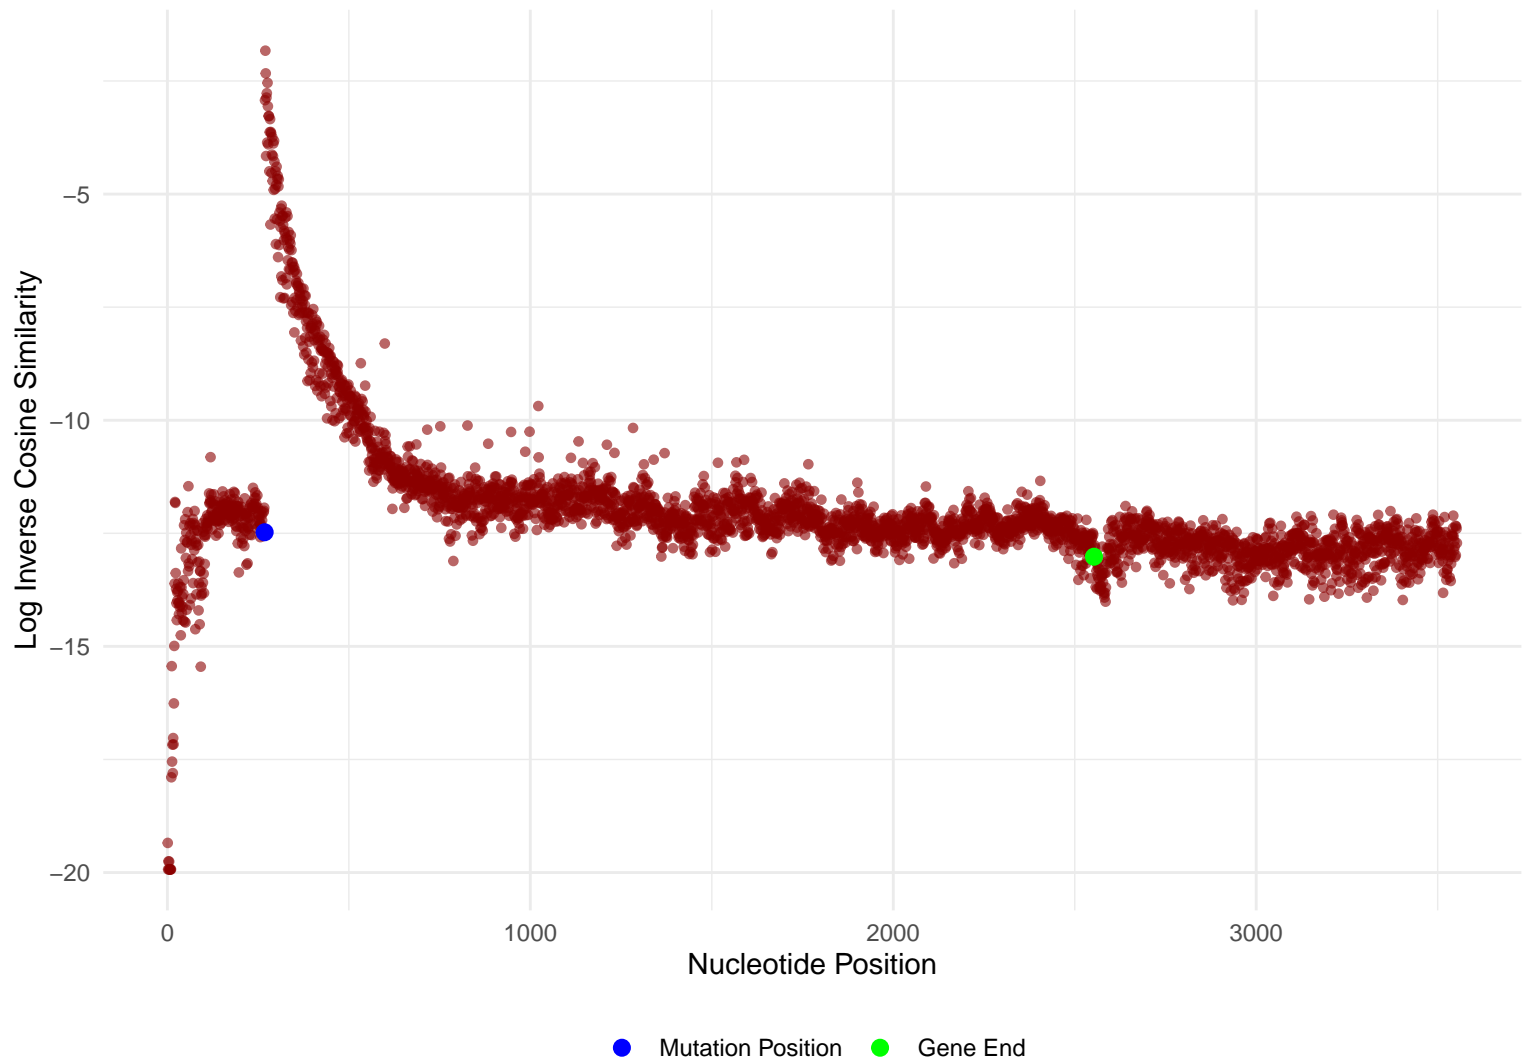 Log Inverse Cosine Similarity
−5
−10
−15
−20
0 1000 2000 3000
Nucleotide Position
Mutation Position Gene End